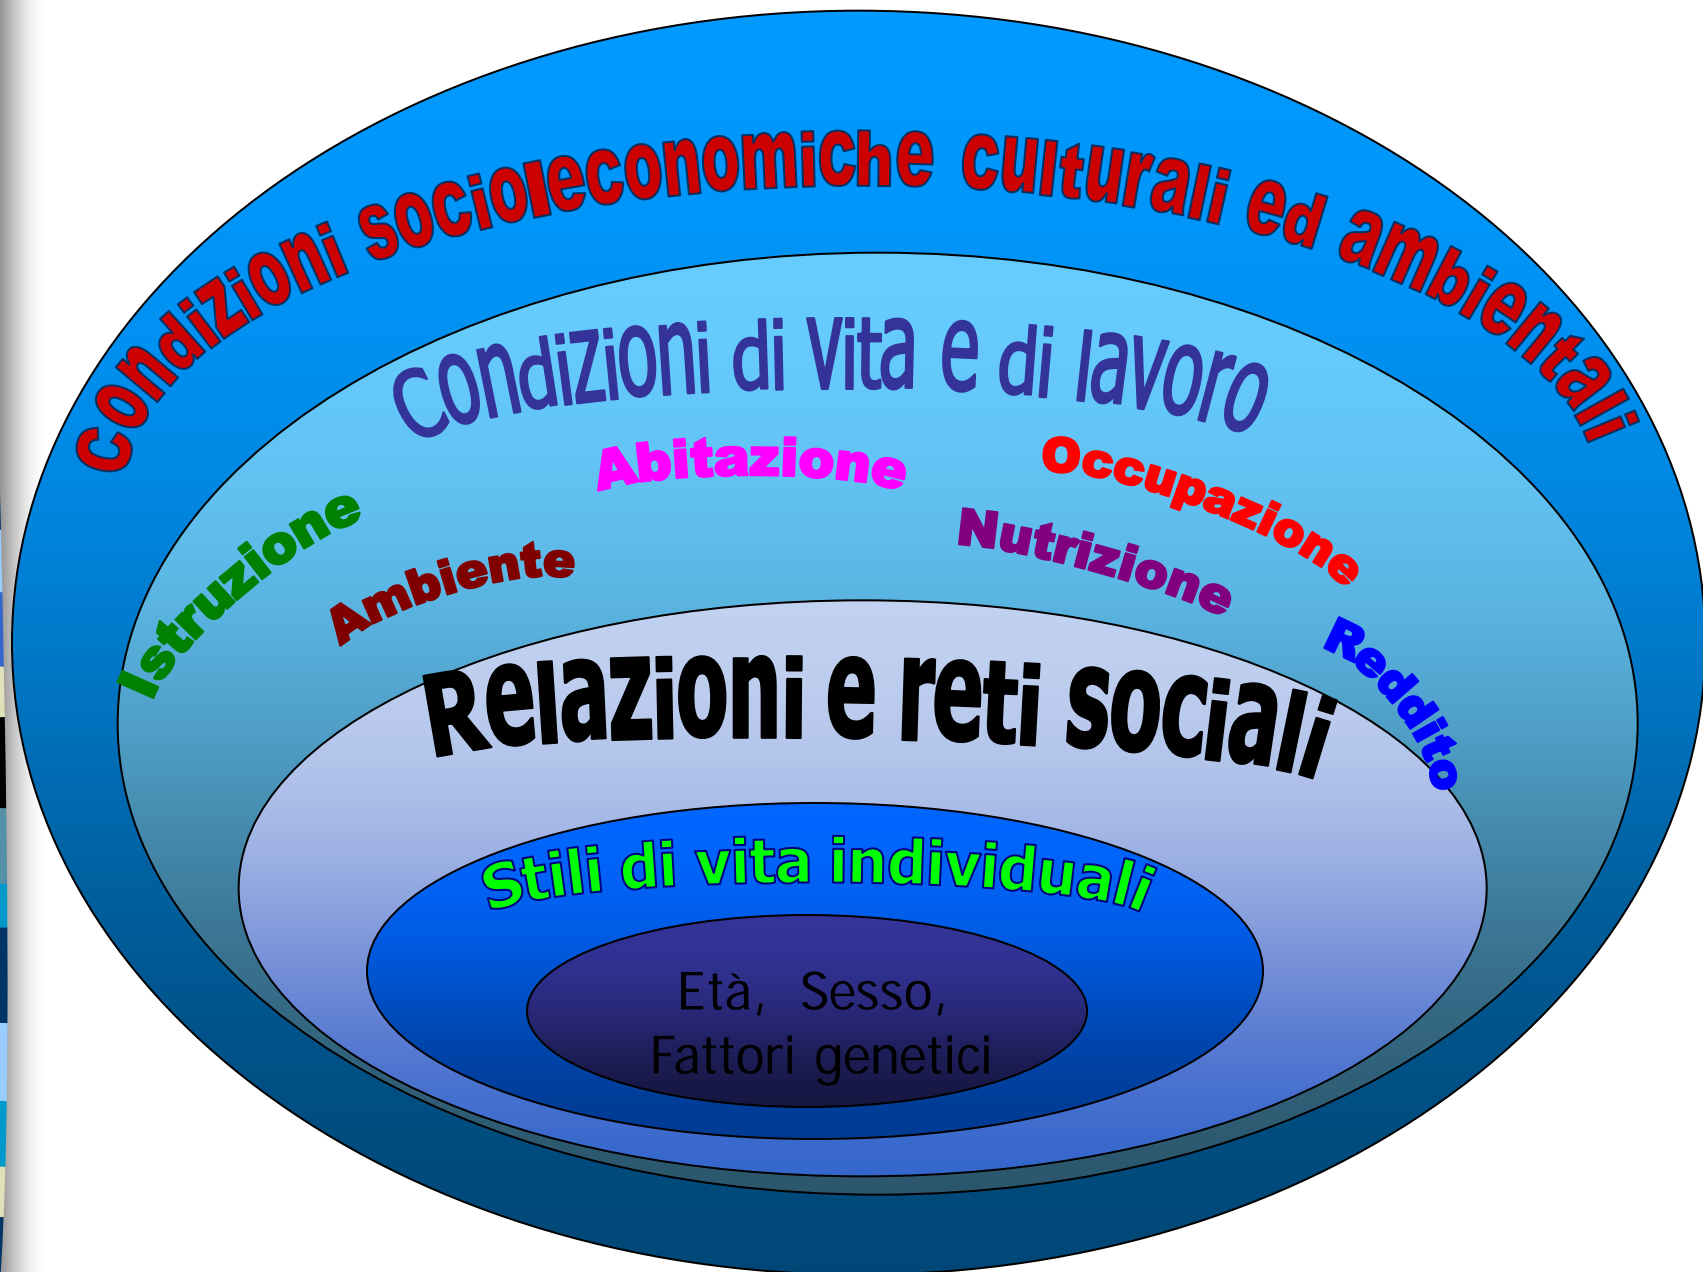 Condizioni socioleconomiche culturali ed ambientali
Condizioni di vita e di lavoro
Abitazione
Occupazione
Istruzione
Ambiente
Nutrizione
Reddito
Relazioni e reti sociali
Stili di vita individuali
Età, Sesso,
Fattori genetici